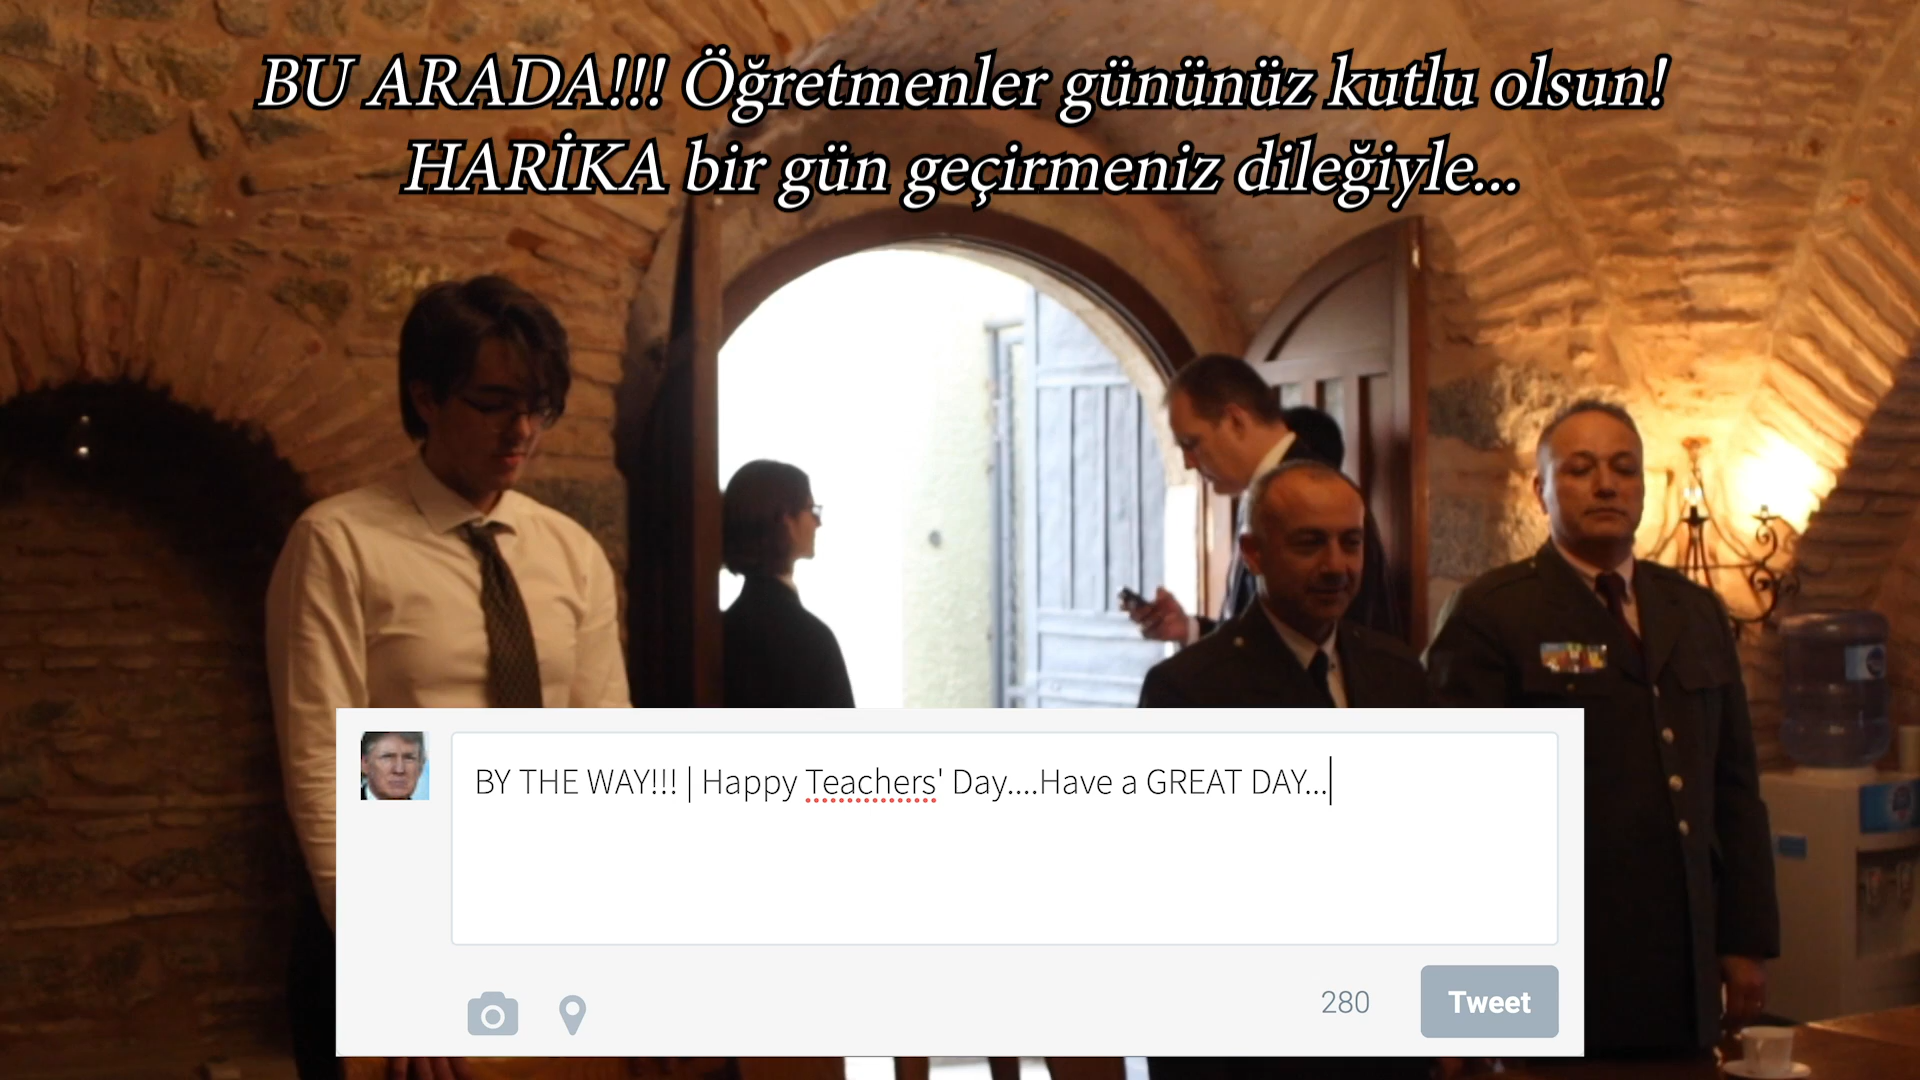 BU ARADA!!! Öğretmenler gününüz kutlu olsun!
HARİKA bir gün geçirmeniz dileğiyle...
BY THE WAY!!! | Happy Teachers' Day....Have a GREAT DAY...
280
Tweet